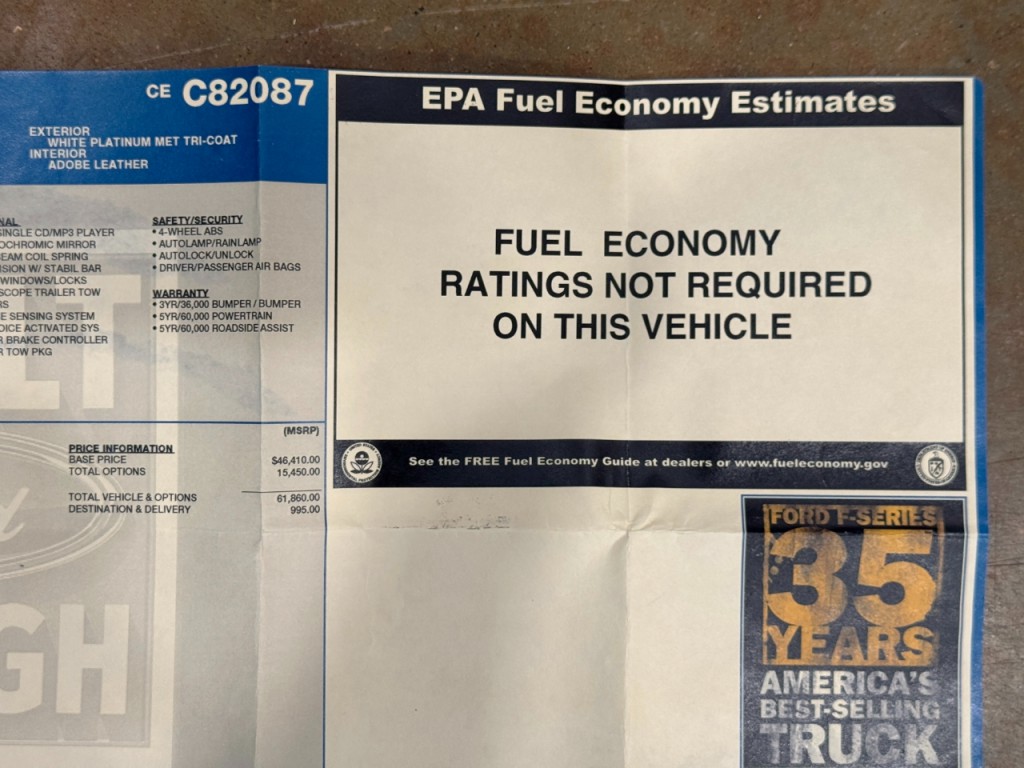 CE C82087
EXTERIOR
WHITE PLATINUM MET TRI-COAT
INTERIOR
ADOBE LEATHER
NAL
SINGLE CD/MP3 PLAYER
OCHROMIC MIRROR
BEAM COIL SPRING
SION W/ STABIL BAR
WINDOWS/LOCKS
SCOPE TRAILER TOW
RS
E SENSING SYSTEM
OICE ACTIVATED SYS
R BRAKE CONTROLLER
R TOW PKG
SAFETY/SECURITY
• 4-WHEEL ABS
• AUTOLAMP/RAINLAMP
• AUTOLOCK/UNLOCK
• DRIVER/PASSENGER AIR BAGS
WARRANTY
• 3YR/36,000 BUMPER / BUMPER
• 5YR/60,000 POWERTRAIN
• 5YR/60,000 ROADSIDE ASSIST
LT
(MSRP)
PRICE INFORMATION
BASE PRICE $46,410.00
TOTAL OPTIONS 15,450.00
TOTAL VEHICLE & OPTIONS 61,860.00
DESTINATION & DELIVERY 995.00
d
GH
EPA Fuel Economy Estimates
FUEL ECONOMY
RATINGS NOT REQUIRED
ON THIS VEHICLE
See the FREE Fuel Economy Guide at dealers or www.fueleconomy.gov
FORD F-SERIES
35
YEARS
AMERICA'S
BEST-SELLING
TRUCK